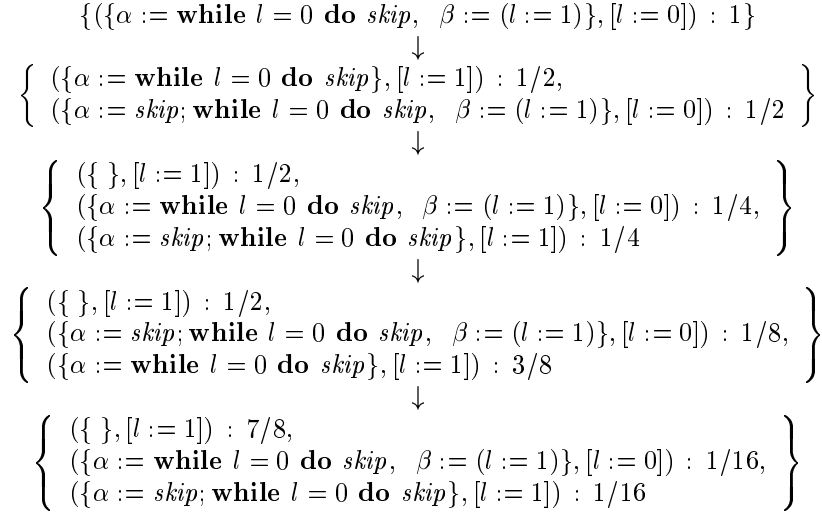 {({α := while l = 0 do skip, β := (l := 1)}, [l := 0]) : 1}
↓
({α := while l = 0 do skip}, [l := 1]) : 1/2,
({α := skip; while l = 0 do skip, β := (l := 1)}, [l := 0]) : 1/2
↓
({ }, [l := 1]) : 1/2,
({α := while l = 0 do skip, β := (l := 1)}, [l := 0]) : 1/4,
({α := skip; while l = 0 do skip}, [l := 1]) : 1/4
↓
({ }, [l := 1]) : 1/2,
({α := skip; while l = 0 do skip, β := (l := 1)}, [l := 0]) : 1/8,
({α := while l = 0 do skip}, [l := 1]) : 3/8
↓
({ }, [l := 1]) : 7/8,
({α := while l = 0 do skip, β := (l := 1)}, [l := 0]) : 1/16,
({α := skip; while l = 0 do skip}, [l := 1]) : 1/16